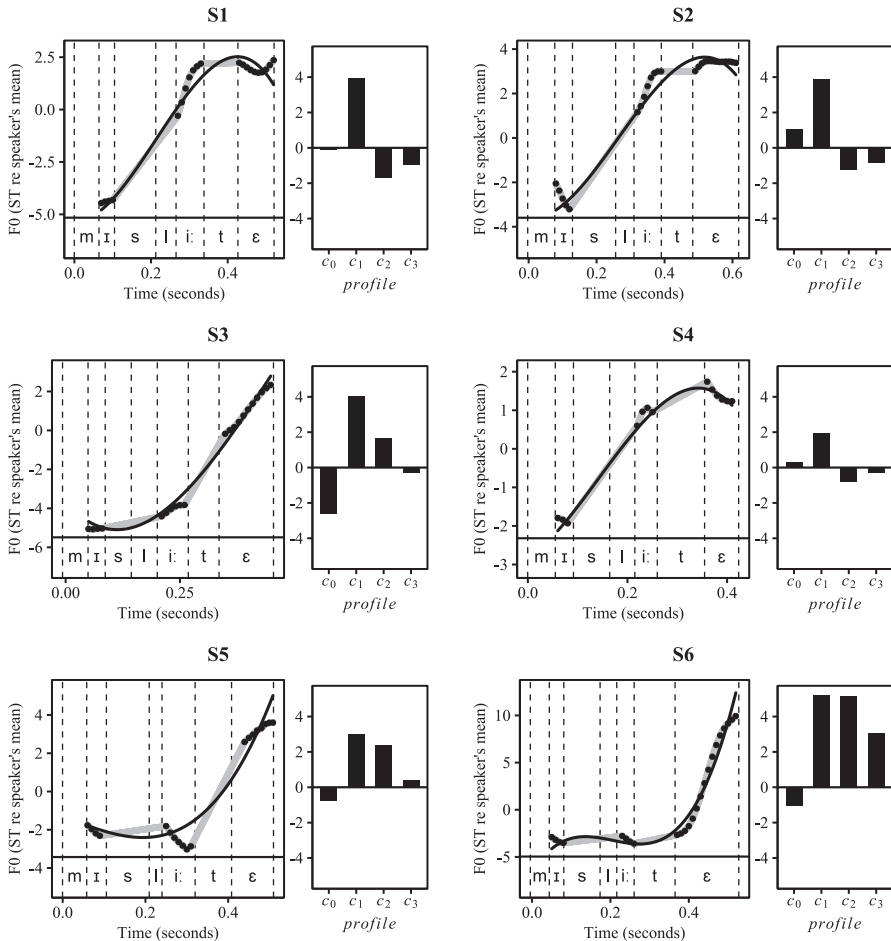 S1
F0 (ST re speaker's mean)
2.5
0.0
-2.5
-5.0
m ɪ s l iː t ɛ
0.0 0.2 0.4
Time (seconds)
4
2
0
−2
−4
c0 c1 c2 c3
profile
S2
F0 (ST re speaker's mean)
4
2
0
−2
−4
m ɪ s l iː t ɛ
0.0 0.2 0.4 0.6
Time (seconds)
4
2
0
−2
−4
c0 c1 c2 c3
profile
S3
F0 (ST re speaker's mean)
2
0
−2
−4
−6
m ɪ s l iː t ɛ
0.00 0.25
Time (seconds)
4
2
0
−2
−4
c0 c1 c2 c3
profile
S4
F0 (ST re speaker's mean)
2
1
0
−1
−2
−3
m ɪ s l iː t ɛ
0.0 0.2 0.4
Time (seconds)
4
2
0
−2
−4
c0 c1 c2 c3
profile
S5
F0 (ST re speaker's mean)
4
2
0
−2
−4
m ɪ s l iː t ɛ
0.0 0.2 0.4
Time (seconds)
4
2
0
−2
−4
c0 c1 c2 c3
profile
S6
F0 (ST re speaker's mean)
10
5
0
−5
m ɪ s l iː t ɛ
0.0 0.2 0.4
Time (seconds)
4
2
0
−2
−4
c0 c1 c2 c3
profile